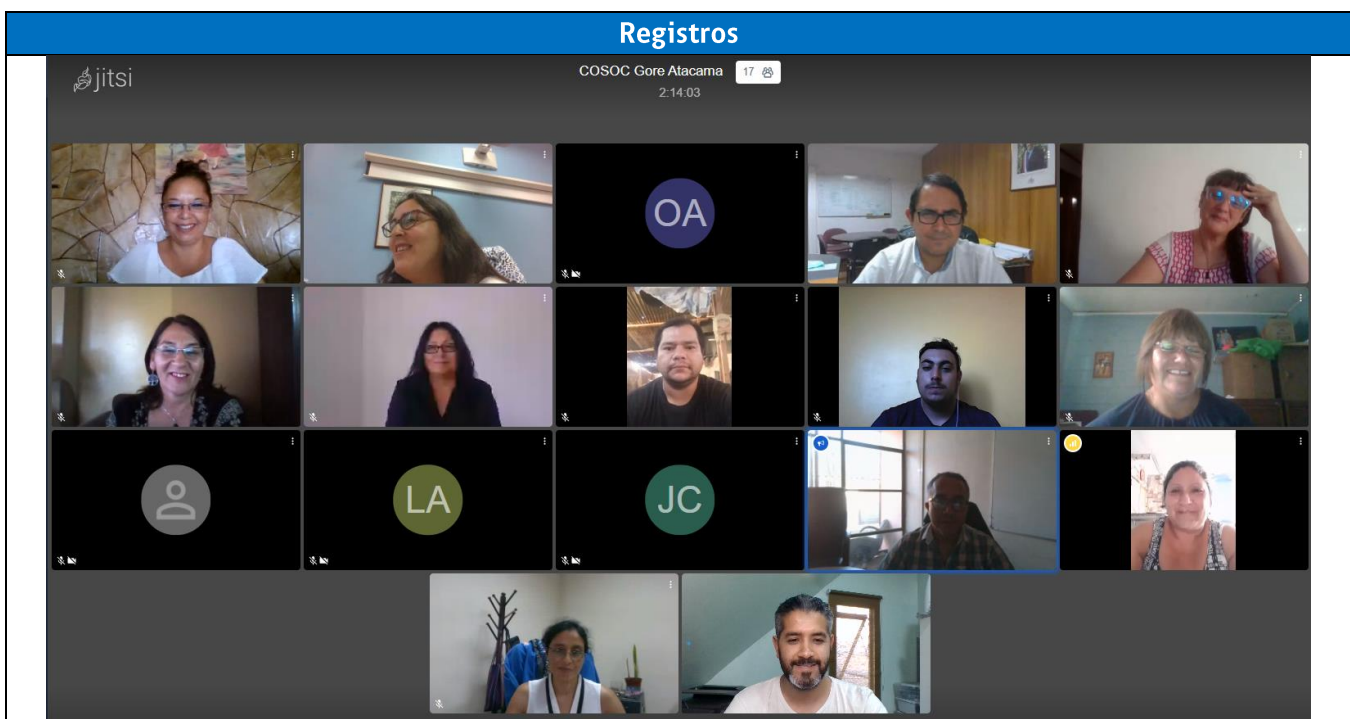 Registros
jitsi
COSOC Gore Atacama 17
2:14:03
OA
LA
JC